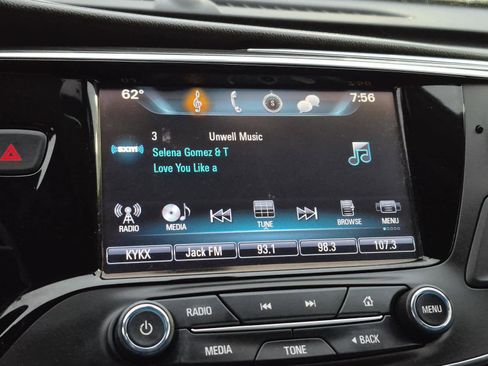 62°
S
7:56
3 Unwell Music
((SXM))
Selena Gomez & T
Love You Like a
RADIO MEDIA TUNE BROWSE MENU
KYKX Jack FM 93.1 98.3 107.3
RADIO
MENU
MEDIA TONE BACK